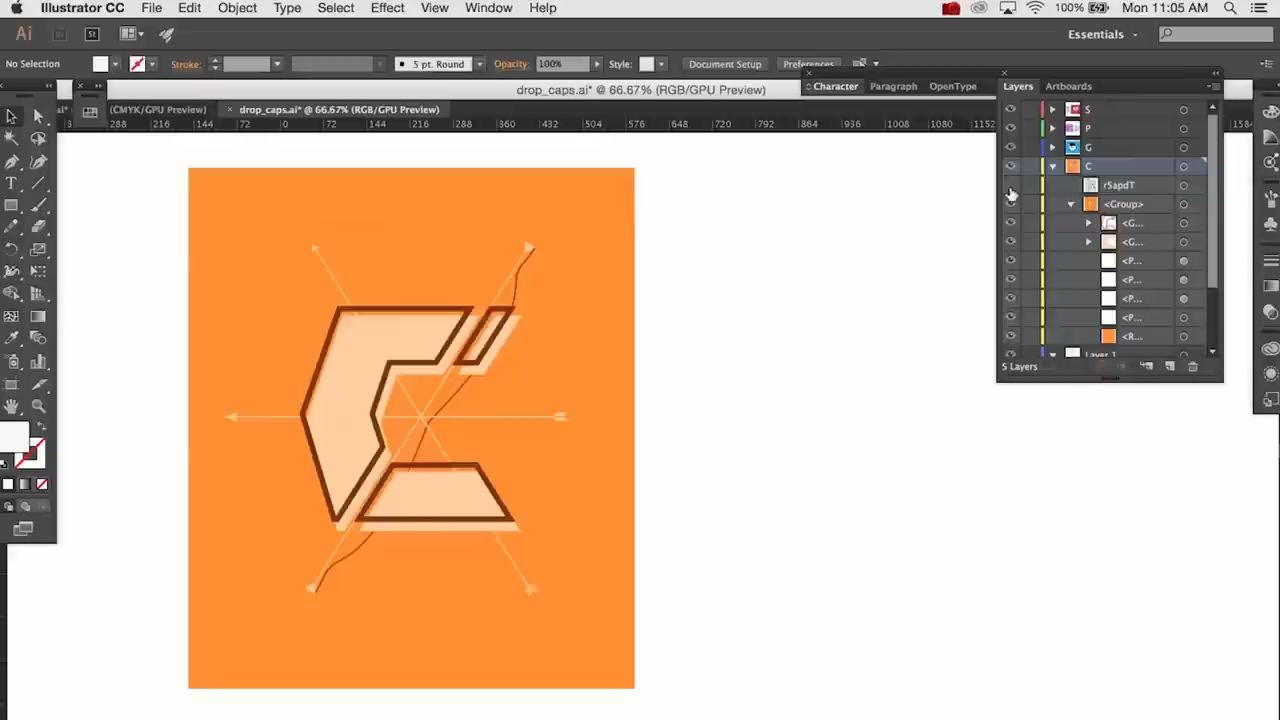 Illustrator CC File Edit Object Type Select Effect View Window Help 100% Mon 11:05 AM
Ai Br St Essentials
No Selection Stroke: 5 pt. Round Opacity: 100% Style: Document Setup Preferences
drop_caps.ai* @ 66.67% (RGB/GPU Preview)
Character Paragraph OpenType Layers Artboards
(CMYK/GPU Preview) × drop_caps.ai* @ 66.67% (RGB/GPU Preview)
288 216 144 72 0 72 144 216 288 360 432 504 576 648 720 792 864 936 1008 1080 1152
S
P
G
C
<Group>
<G...
<G...
<P...
<P...
<P...
<P...
<R...
Layer 1
5 Layers